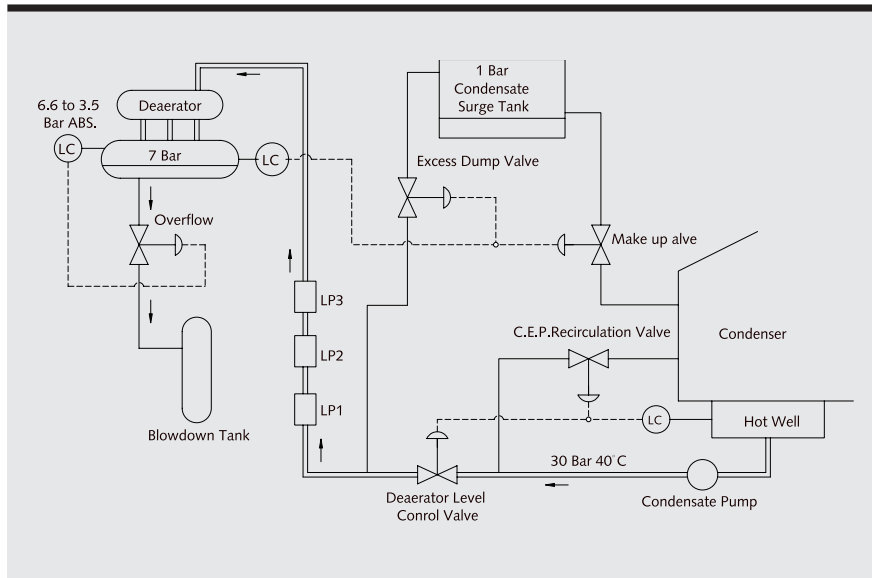 1 Bar
Condensate
Surge Tank
Deaerator
6.6 to 3.5
Bar ABS.
LC
7 Bar
LC
Excess Dump Valve
Overflow
Make up alve
LP3
C.E.P.Recirculation Valve
Condenser
LP2
LP1
LC
Hot Well
Blowdown Tank
30 Bar 40°C
Deaerator Level
Conrol Valve
Condensate Pump